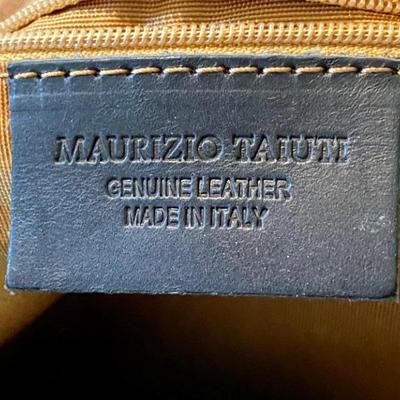 MAURIZIO TAIUTI
GENUINE LEATHER
MADE IN ITALY